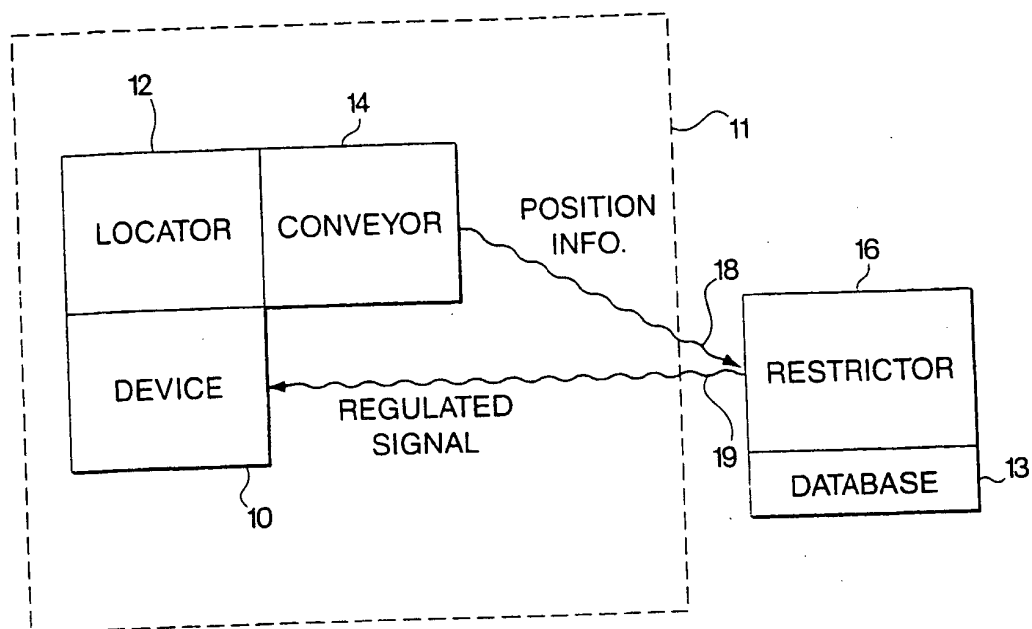 12
14
11
LOCATOR
CONVEYOR
POSITION
INFO.
18
16
DEVICE
RESTRICTOR
REGULATED
SIGNAL
19
DATABASE
13
10